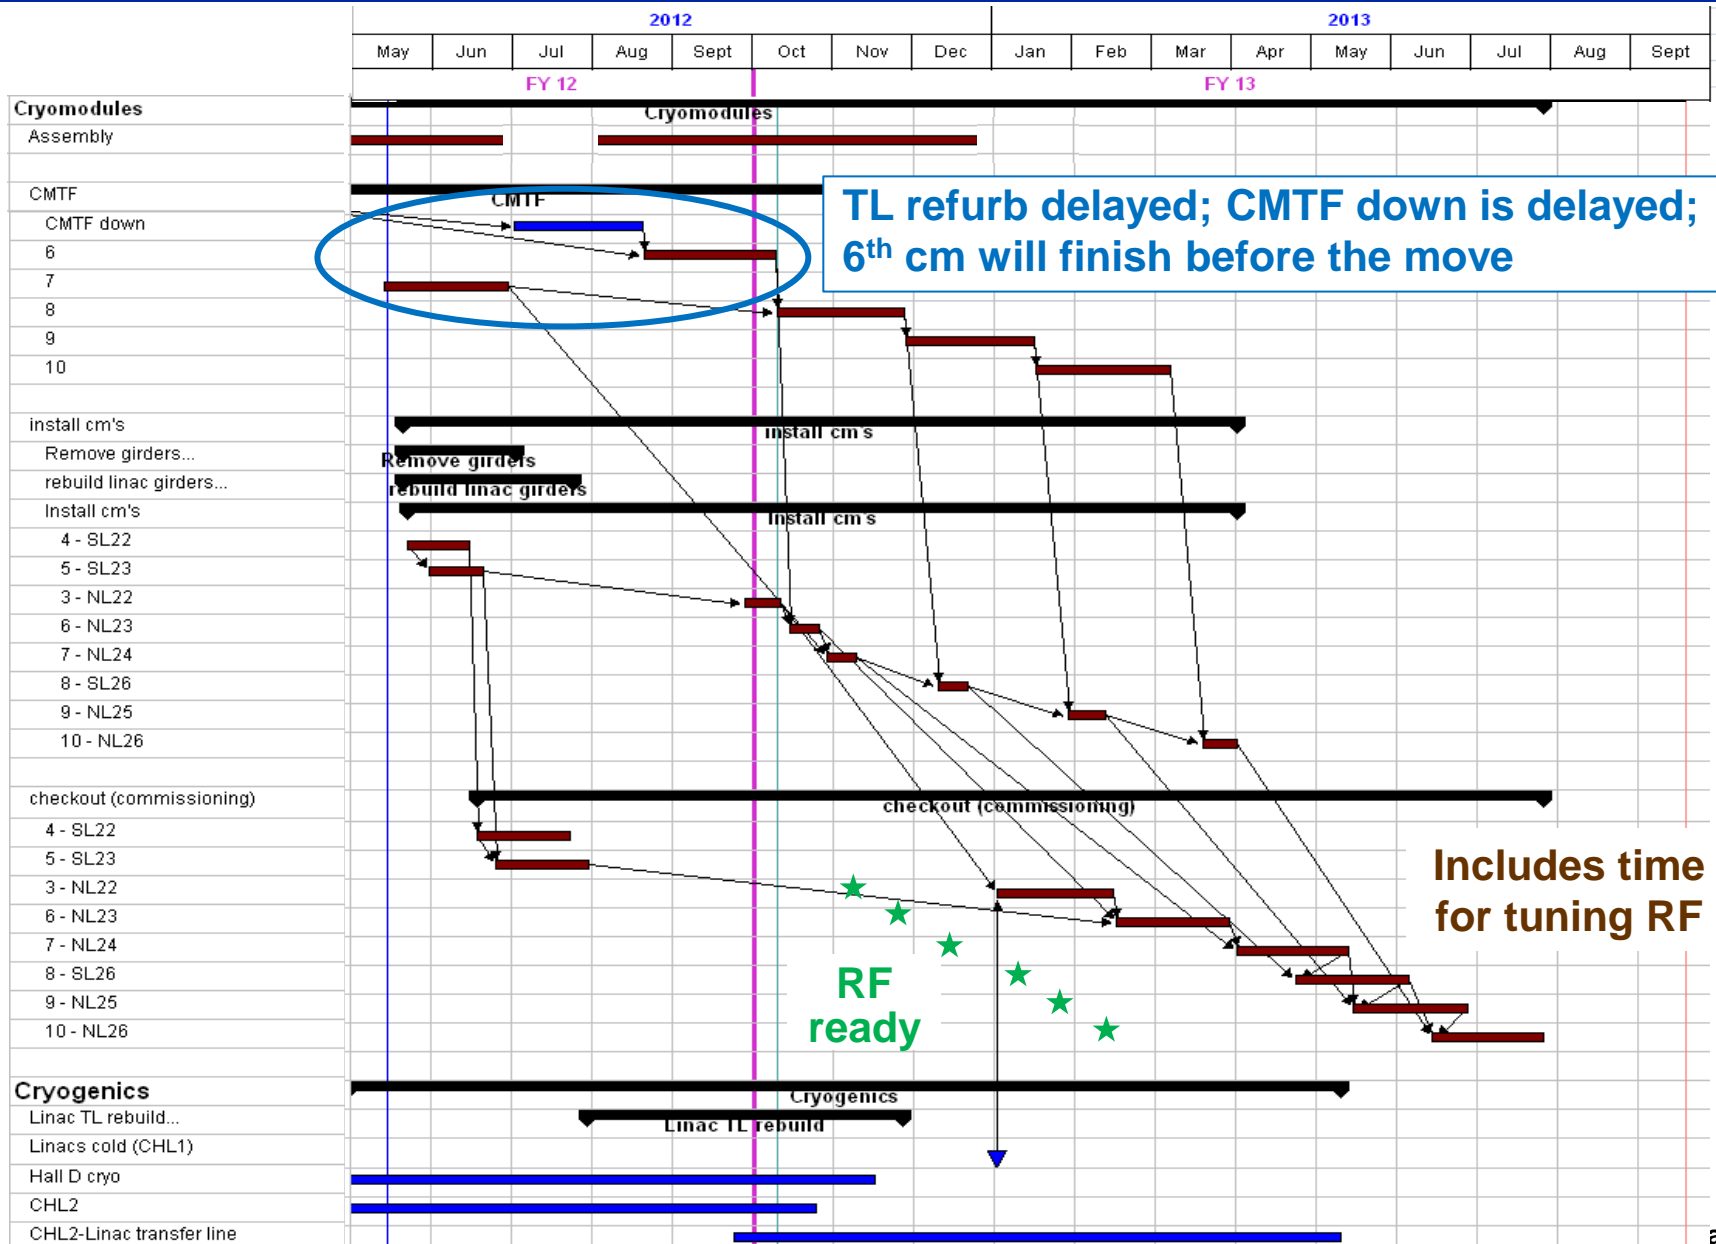 2012 2013
May Jun Jul Aug Sept Oct Nov Dec Jan Feb Mar Apr May Jun Jul Aug Sept
FY 12 FY 13
Cryomodules
Cryomodules
Assembly
CMTF
CMTF
TL refurb delayed; CMTF down is delayed;
6th cm will finish before the move
CMTF down
6
7
8
9
10
install cm's
install cm's
Remove girders...
Remove girders
rebuild linac girders...
rebuild linac girders
Install cm's
Install cm's
4 - SL22
5 - SL23
3 - NL22
6 - NL23
7 - NL24
8 - SL26
9 - NL25
10 - NL26
checkout (commissioning)
checkout (commissioning)
4 - SL22
5 - SL23
3 - NL22
6 - NL23
7 - NL24
8 - SL26
9 - NL25
10 - NL26
Includes time
for tuning RF
RF
ready
Cryogenics
Cryogenics
Linac TL rebuild...
Linac TL rebuild
Linacs cold (CHL1)
Hall D cryo
CHL2
CHL2-Linac transfer line